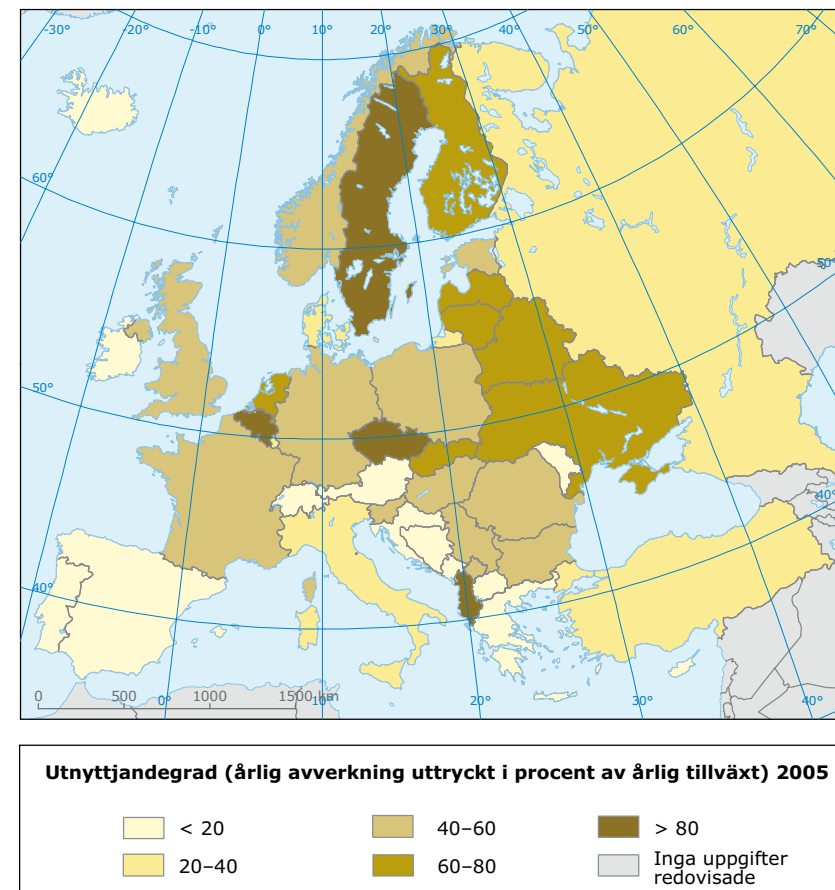 -30° -20° -10° 0° 10° 20° 30° 40° 50° 60° 70°
60°
50°
50°
40°
40°
0 500 1000 1500 km
0° 10° 20° 30° 40°
Utnyttjandegrad (årlig avverkning uttryckt i procent av årlig tillväxt) 2005
< 20
40–60
> 80
20–40
60–80
Inga uppgifter
redovisade